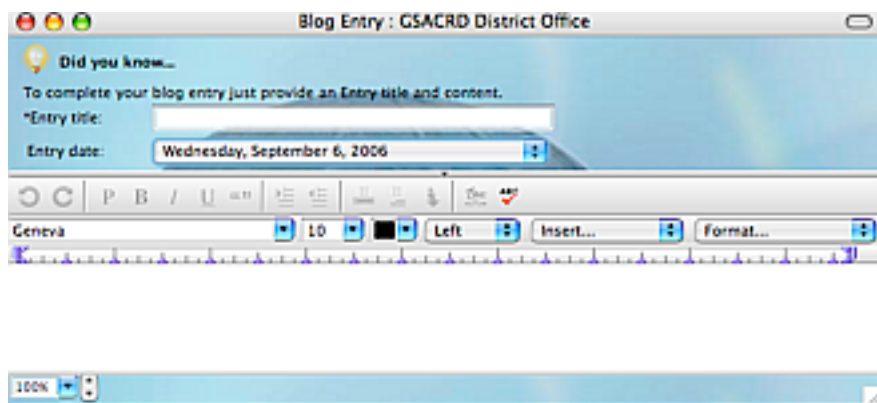 Blog Entry : GSACRD District Office
Did you know...
To complete your blog entry just provide an Entry title and content.
*Entry title:
Entry date: Wednesday, September 6, 2006
P B I U
Geneva 10 Left Insert... Format...
100%